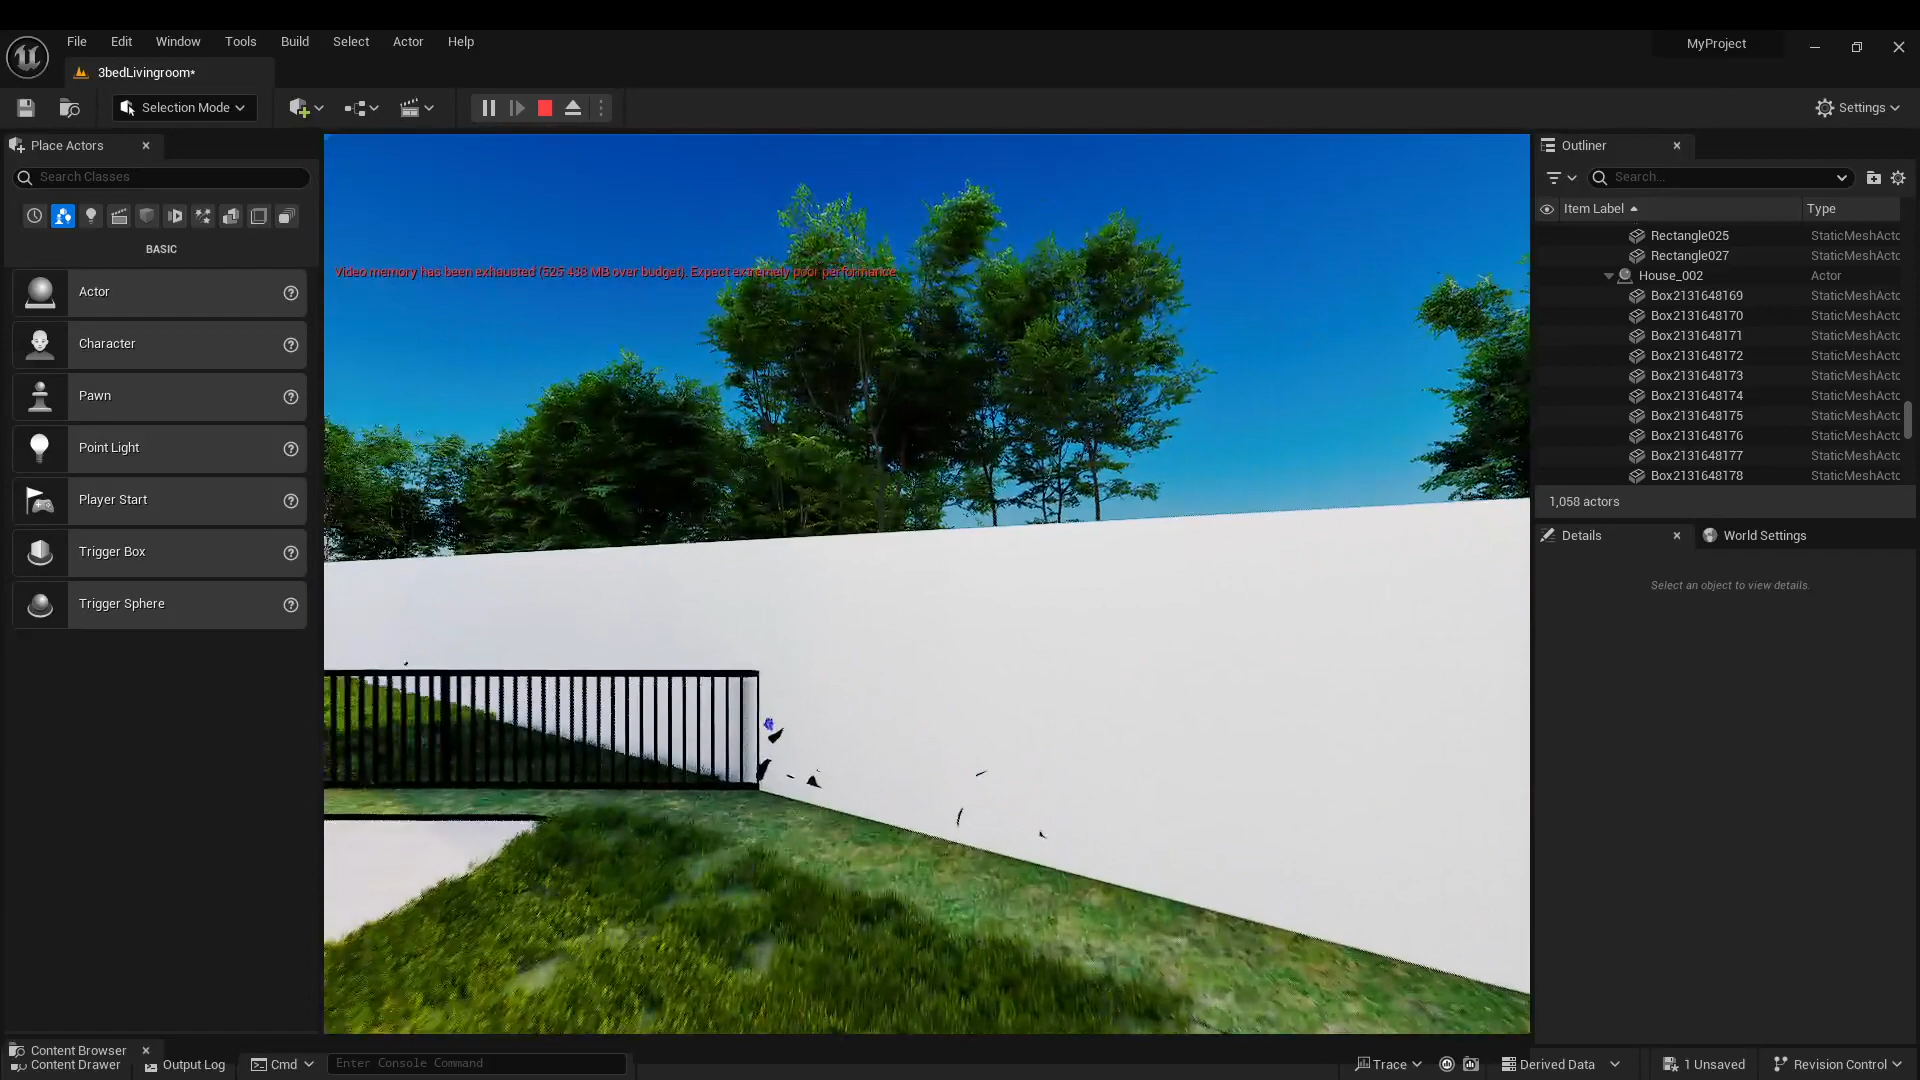 File Edit Window Tools Build Select Actor Help
MyProject
3bedLivingroom*
Selection Mode
Settings
Place Actors
Search Classes
BASIC
Actor
Character
Pawn
Point Light
Player Start
Trigger Box
Trigger Sphere
Video memory has been exhausted (525.438 MB over budget). Expect extremely poor performance.
Outliner
Search...
Item Label Type
Rectangle025 StaticMeshActo
Rectangle027 StaticMeshActo
House_002 Actor
Box2131648169 StaticMeshActo
Box2131648170 StaticMeshActo
Box2131648171 StaticMeshActo
Box2131648172 StaticMeshActo
Box2131648173 StaticMeshActo
Box2131648174 StaticMeshActo
Box2131648175 StaticMeshActo
Box2131648176 StaticMeshActo
Box2131648177 StaticMeshActo
Box2131648178 StaticMeshActo
1,058 actors
Details World Settings
Select an object to view details.
Content Browser
Content Drawer Output Log Cmd Enter Console Command Trace Derived Data 1 Unsaved Revision Control